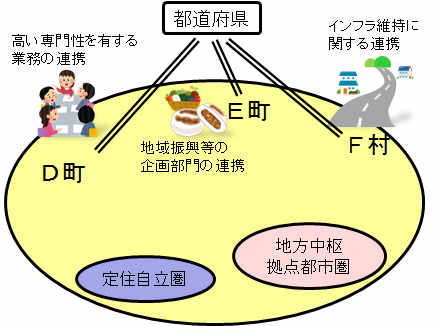 都道府県
高い専門性を有する
業務の連携
インフラ維持に
関する連携
E町
地域振興等の
企画部門の連携
F村
D町
地方中枢
拠点都市圏
定住自立圏